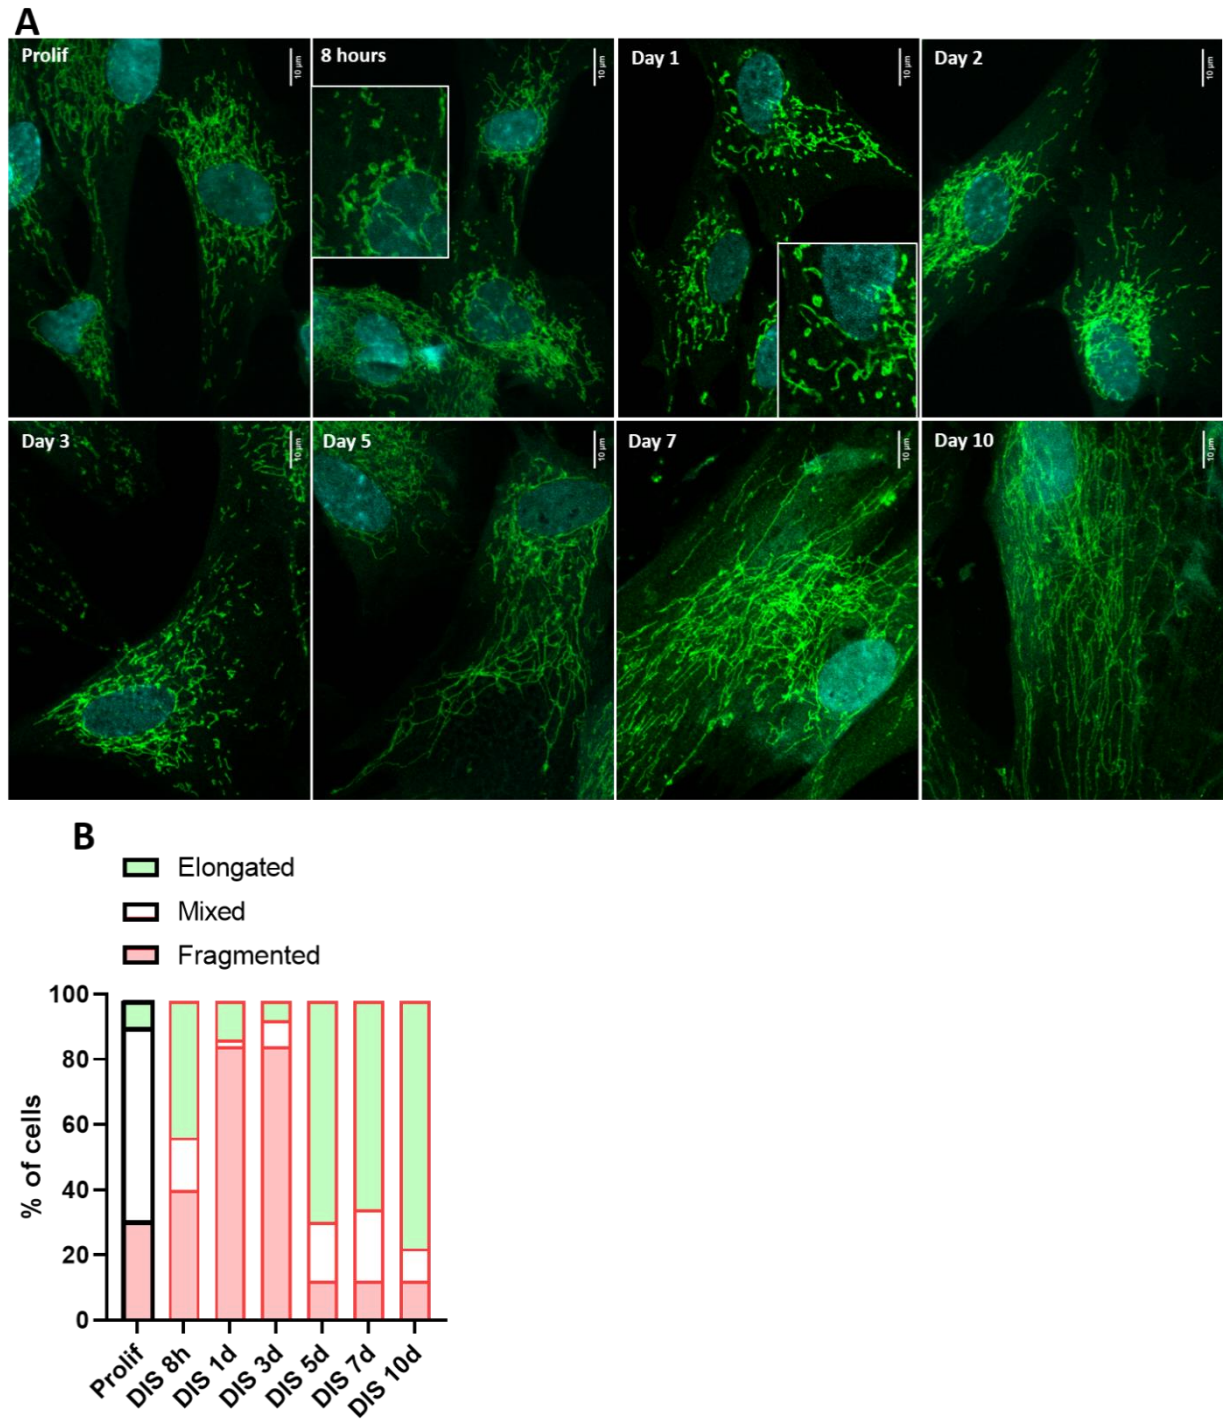 A
Prolif
10 µm
8 hours
10 µm
Day 1
10 µm
Day 2
10 µm
Day 3
10 µm
Day 5
10 µm
Day 7
10 µm
Day 10
10 µm
B
Elongated
Mixed
Fragmented
% of cells
100
80
60
40
20
0
Prolif
DIS 8h
DIS 1d
DIS 3d
DIS 5d
DIS 7d
DIS 10d